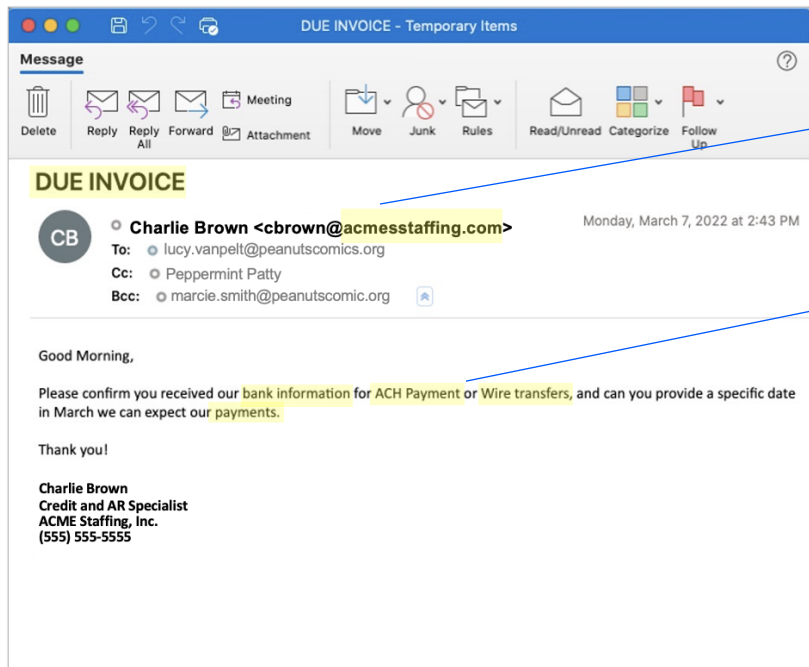 DUE INVOICE - Temporary Items
Message
Delete
Reply
Reply All
Forward
Meeting
Attachment
Move
Junk
Rules
Read/Unread
Categorize
Follow Up
DUE INVOICE
CB
Charlie Brown <cbrown@acmesstaffing.com>
Monday, March 7, 2022 at 2:43 PM
To: lucy.vanpelt@peanutscomics.org
Cc: Peppermint Patty
Bcc: marcie.smith@peanutscomic.org
Good Morning,
Please confirm you received our bank information for ACH Payment or Wire transfers, and can you provide a specific date
in March we can expect our payments.
Thank you!
Charlie Brown
Credit and AR Specialist
ACME Staffing, Inc.
(555) 555-5555